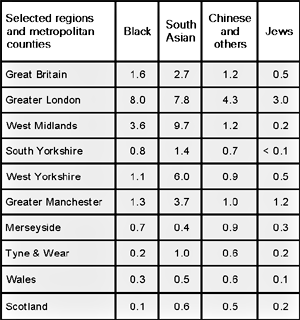 Selected regions
and metropolitan
counties
Black
South
Asian
Chinese
and
others
Jews
Great Britain 1.6 2.7 1.2 0.5
Greater London 8.0 7.8 4.3 3.0
West Midlands 3.6 9.7 1.2 0.2
South Yorkshire 0.8 1.4 0.7 < 0.1
West Yorkshire 1.1 6.0 0.9 0.5
Greater Manchester 1.3 3.7 1.0 1.2
Merseyside 0.7 0.4 0.9 0.3
Tyne & Wear 0.2 1.0 0.6 0.2
Wales 0.3 0.5 0.6 0.1
Scotland 0.1 0.6 0.5 0.2